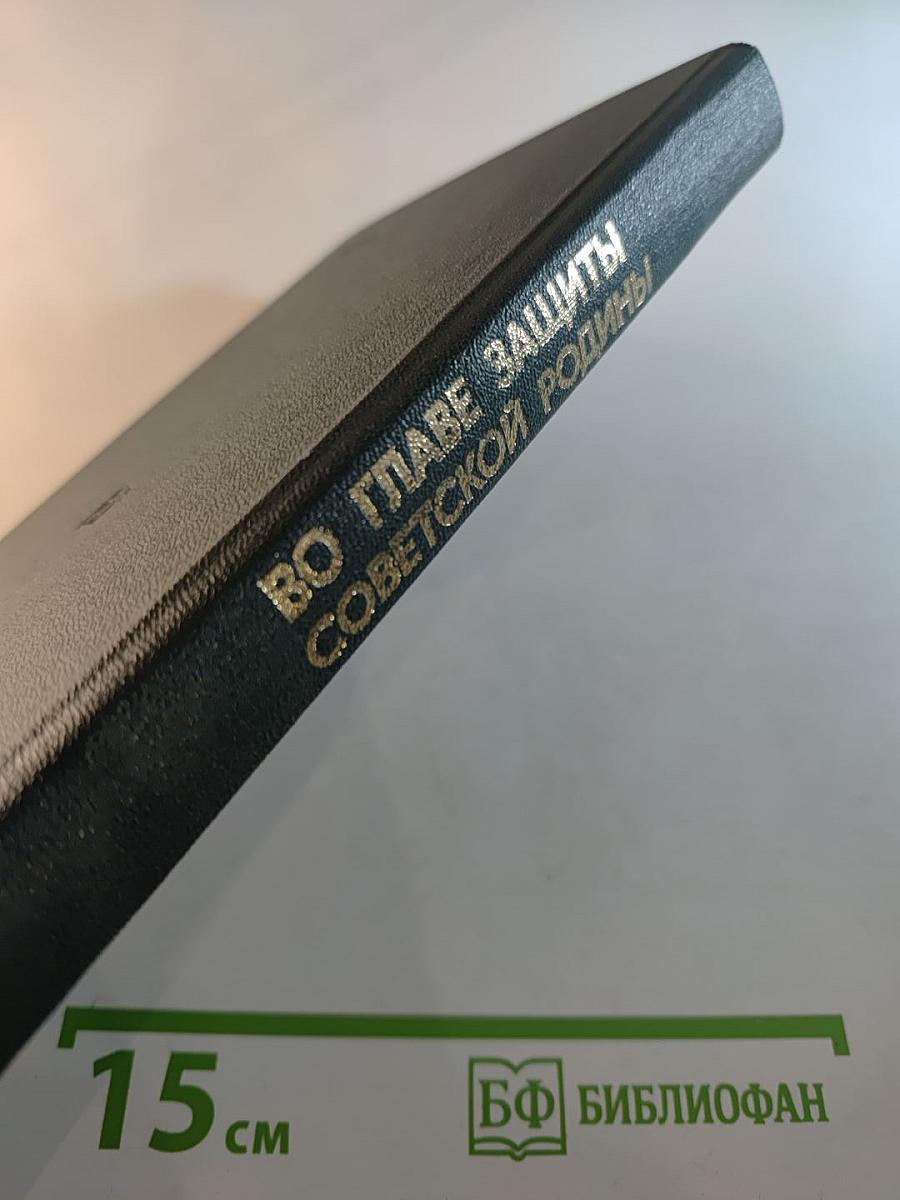 ВО ГЛАВЕ ЗАЩИТЫ
СОВЕТСКОЙ РОДИНЫ
15 см
БФ БИБЛИОФАН